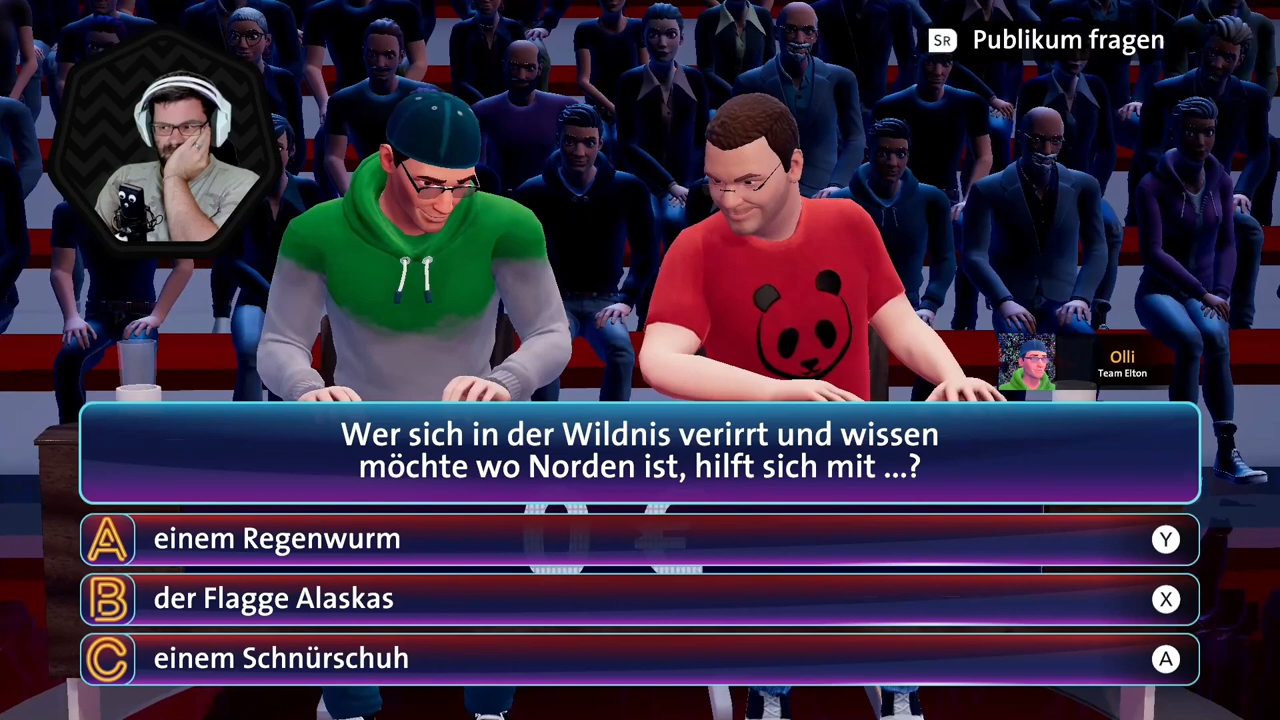 SR Publikum fragen
Olli
Team Elton
Wer sich in der Wildnis verirrt und wissen
möchte wo Norden ist, hilft sich mit ...?
A einem Regenwurm Y
B der Flagge Alaskas X
C einem Schnürschuh A